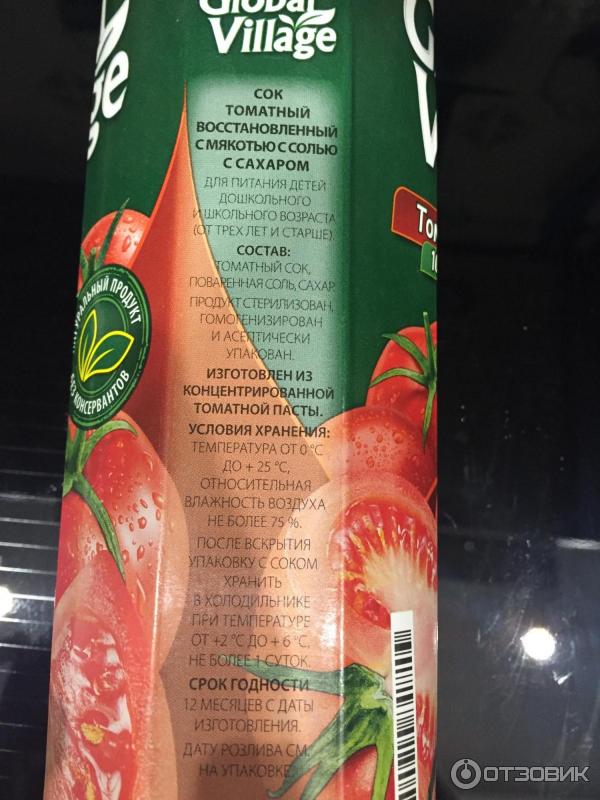 Global
Village
СОК
ТОМАТНЫЙ
ВОССТАНОВЛЕННЫЙ
С МЯКОТЬЮ С СОЛЬЮ
С САХАРОМ
ДЛЯ ПИТАНИЯ ДЕТЕЙ
ДОШКОЛЬНОГО
И ШКОЛЬНОГО ВОЗРАСТА
(ОТ ТРЕХ ЛЕТ И СТАРШЕ).
СОСТАВ:
ТОМАТНЫЙ СОК,
ПОВАРЕННАЯ СОЛЬ, САХАР.
ПРОДУКТ СТЕРИЛИЗОВАН,
ГОМОГЕНИЗИРОВАН
И АСЕПТИЧЕСКИ
УПАКОВАН.
ИЗГОТОВЛЕН ИЗ
КОНЦЕНТРИРОВАННОЙ
ТОМАТНОЙ ПАСТЫ.
УСЛОВИЯ ХРАНЕНИЯ:
ТЕМПЕРАТУРА ОТ 0 °С
ДО + 25 °С,
ОТНОСИТЕЛЬНАЯ
ВЛАЖНОСТЬ ВОЗДУХА
НЕ БОЛЕЕ 75 %.
ПОСЛЕ ВСКРЫТИЯ
УПАКОВКУ С СОКОМ
ХРАНИТЬ
В ХОЛОДИЛЬНИКЕ
ПРИ ТЕМПЕРАТУРЕ
ОТ +2 °С ДО + 6 °С,
НЕ БОЛЕЕ 1 СУТОК.
СРОК ГОДНОСТИ
12 МЕСЯЦЕВ С ДАТЫ
ИЗГОТОВЛЕНИЯ.
ДАТУ РОЗЛИВА СМ.
НА УПАКОВКЕ.
ПРОДУКТ
КОНСЕРВАНТОВ
ОТЗОВИК